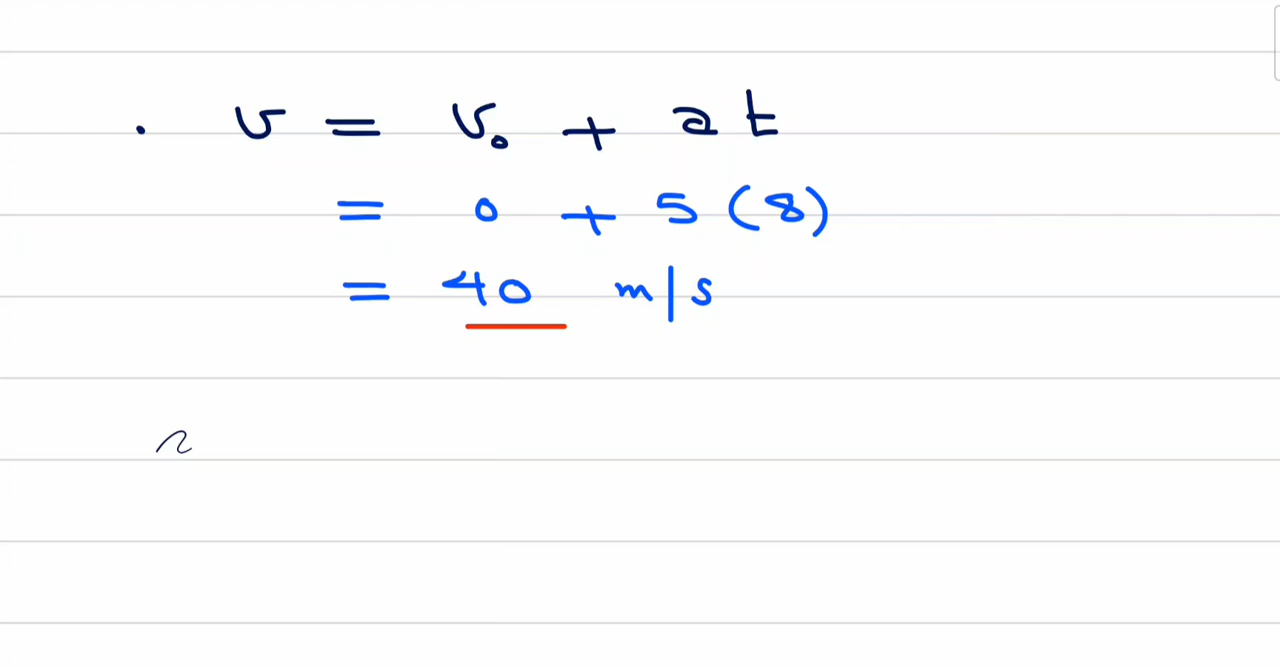 . v = v₀ + at
= 0 + 5 (8)
= 40 m/s